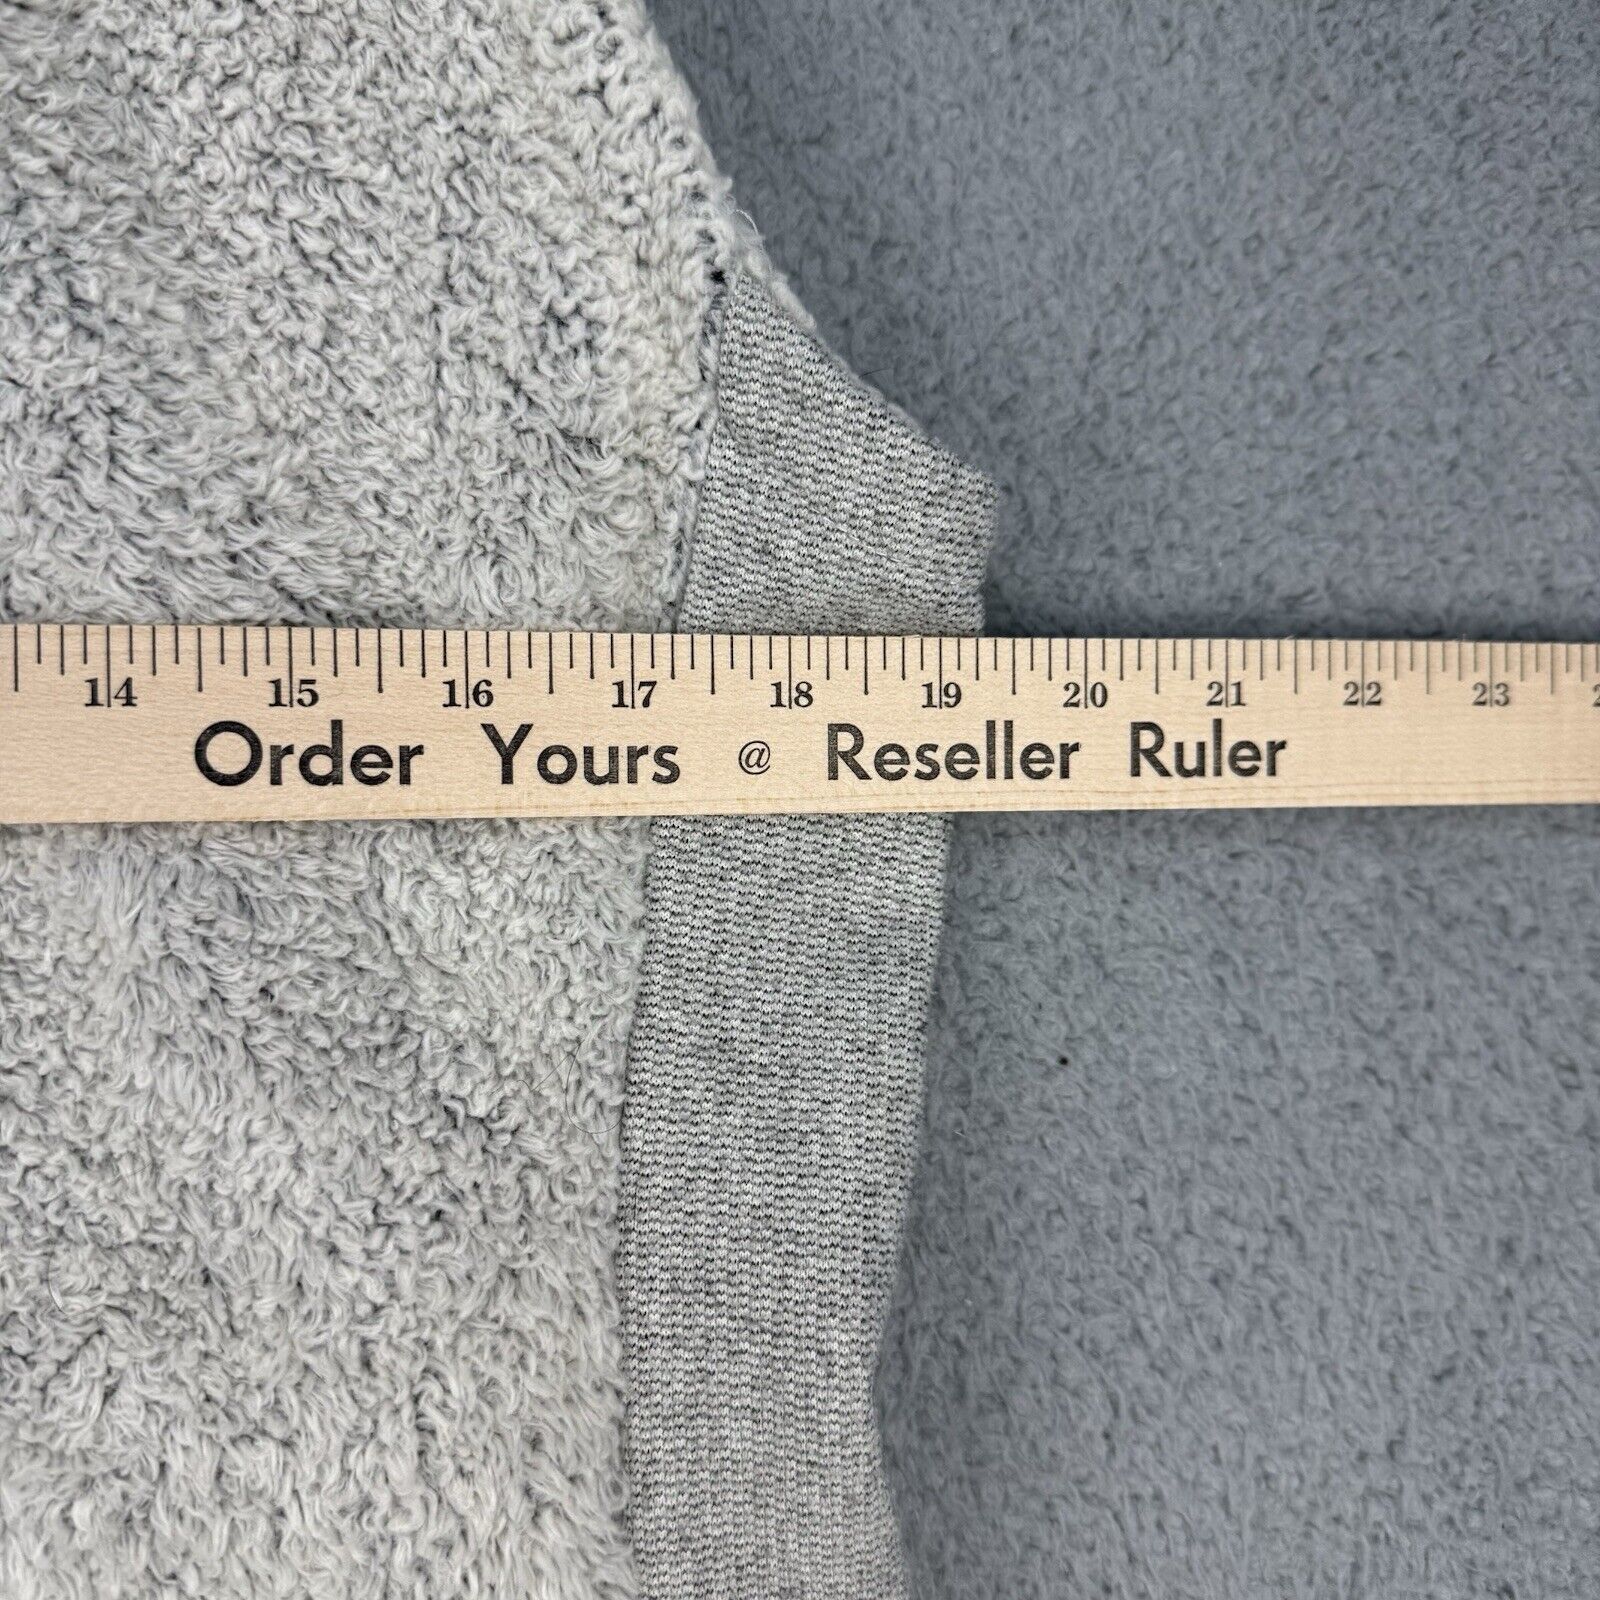 14 15 16 17 18 19 20 21 22 23
Order Yours @ Reseller Ruler